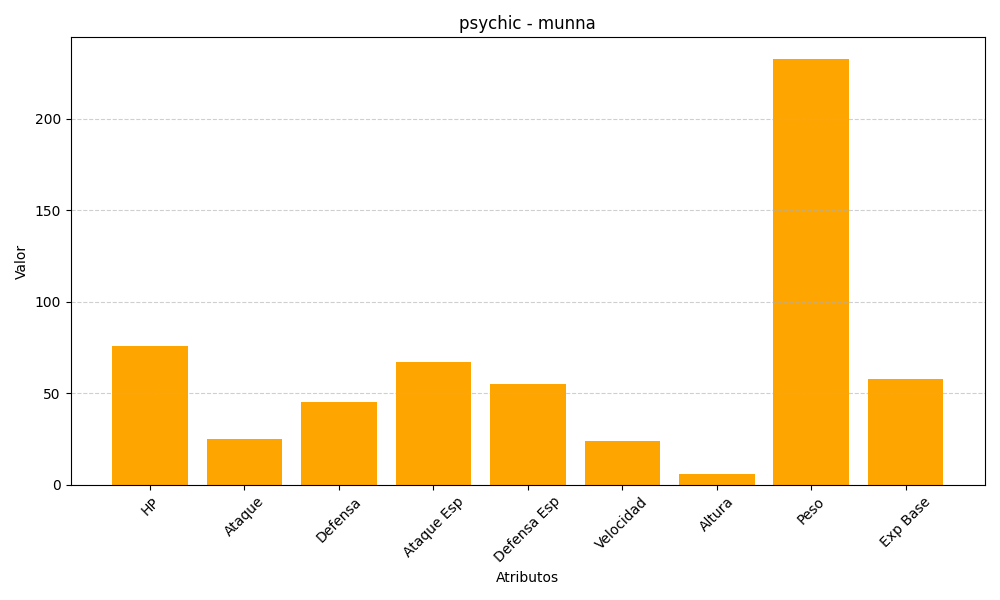 psychic - munna
Valor
200
150
100
50
0
HP
Ataque
Defensa
Ataque Esp
Defensa Esp
Velocidad
Altura
Peso
Exp Base
Atributos